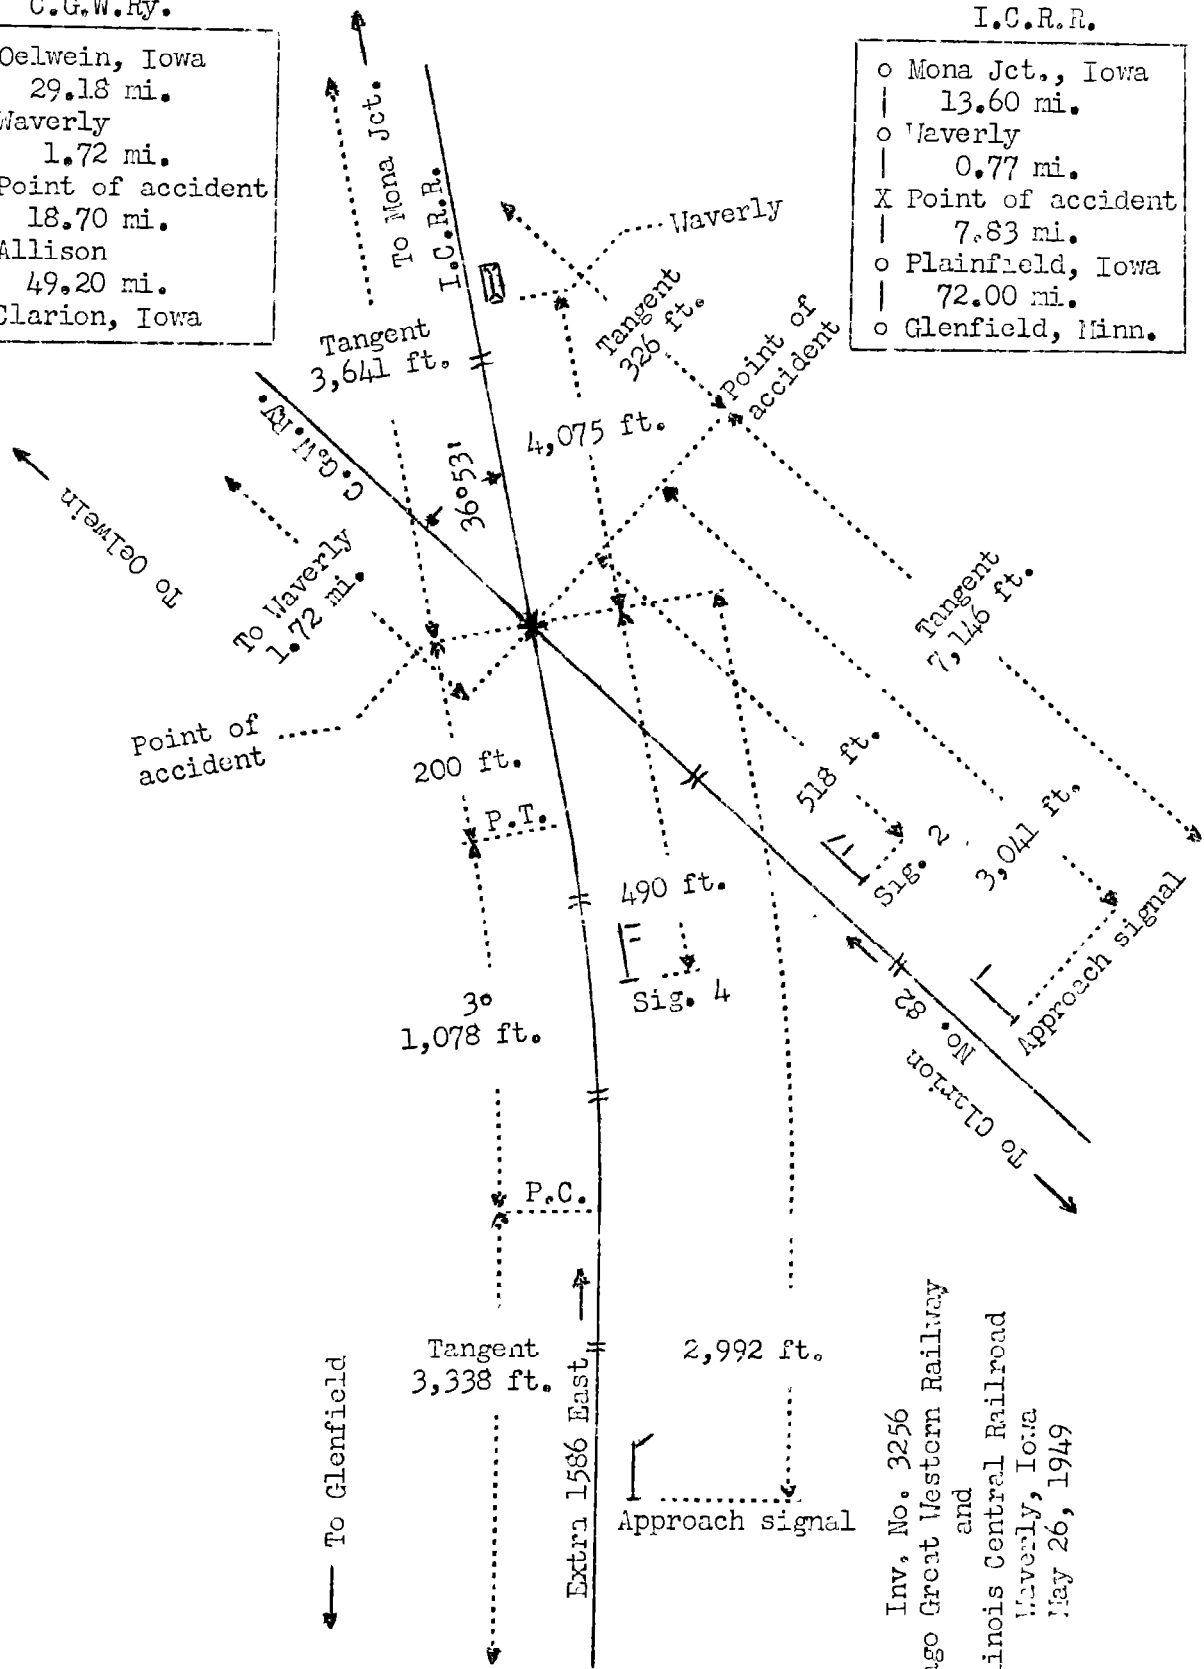 C.G.W.Ry.
Oelwein, Iowa
29.18 mi.
Waverly
1.72 mi.
Point of accident
18.70 mi.
Allison
49.20 mi.
Clarion, Iowa
I.C.R.R.
o Mona Jct., Iowa
13.60 mi.
o Waverly
0.77 mi.
X Point of accident
7.83 mi.
o Plainfield, Iowa
72.00 mi.
o Glenfield, Minn.
To Mona Jct.
I.C.R.R.
Waverly
Tangent
3,641 ft.
Tangent
326 ft.
Point of
accident
C.G.W.Ry.
4,075 ft.
36°53'
To Oelwein
To Waverly
1.72 mi.
Tangent
7,146 ft.
Point of
accident
200 ft.
P.T.
518 ft.
Sig. 2
3,041 ft.
490 ft.
Sig. 4
Approach signal
3°
1,078 ft.
No. 82
To Clarion
P.C.
Tangent
3,338 ft.
2,992 ft.
To Glenfield
Extra 1586 East
Approach signal
Inv. No. 3256
ago Great Western Railway
and
linois Central Railroad
Waverly, Iowa
May 26, 1949